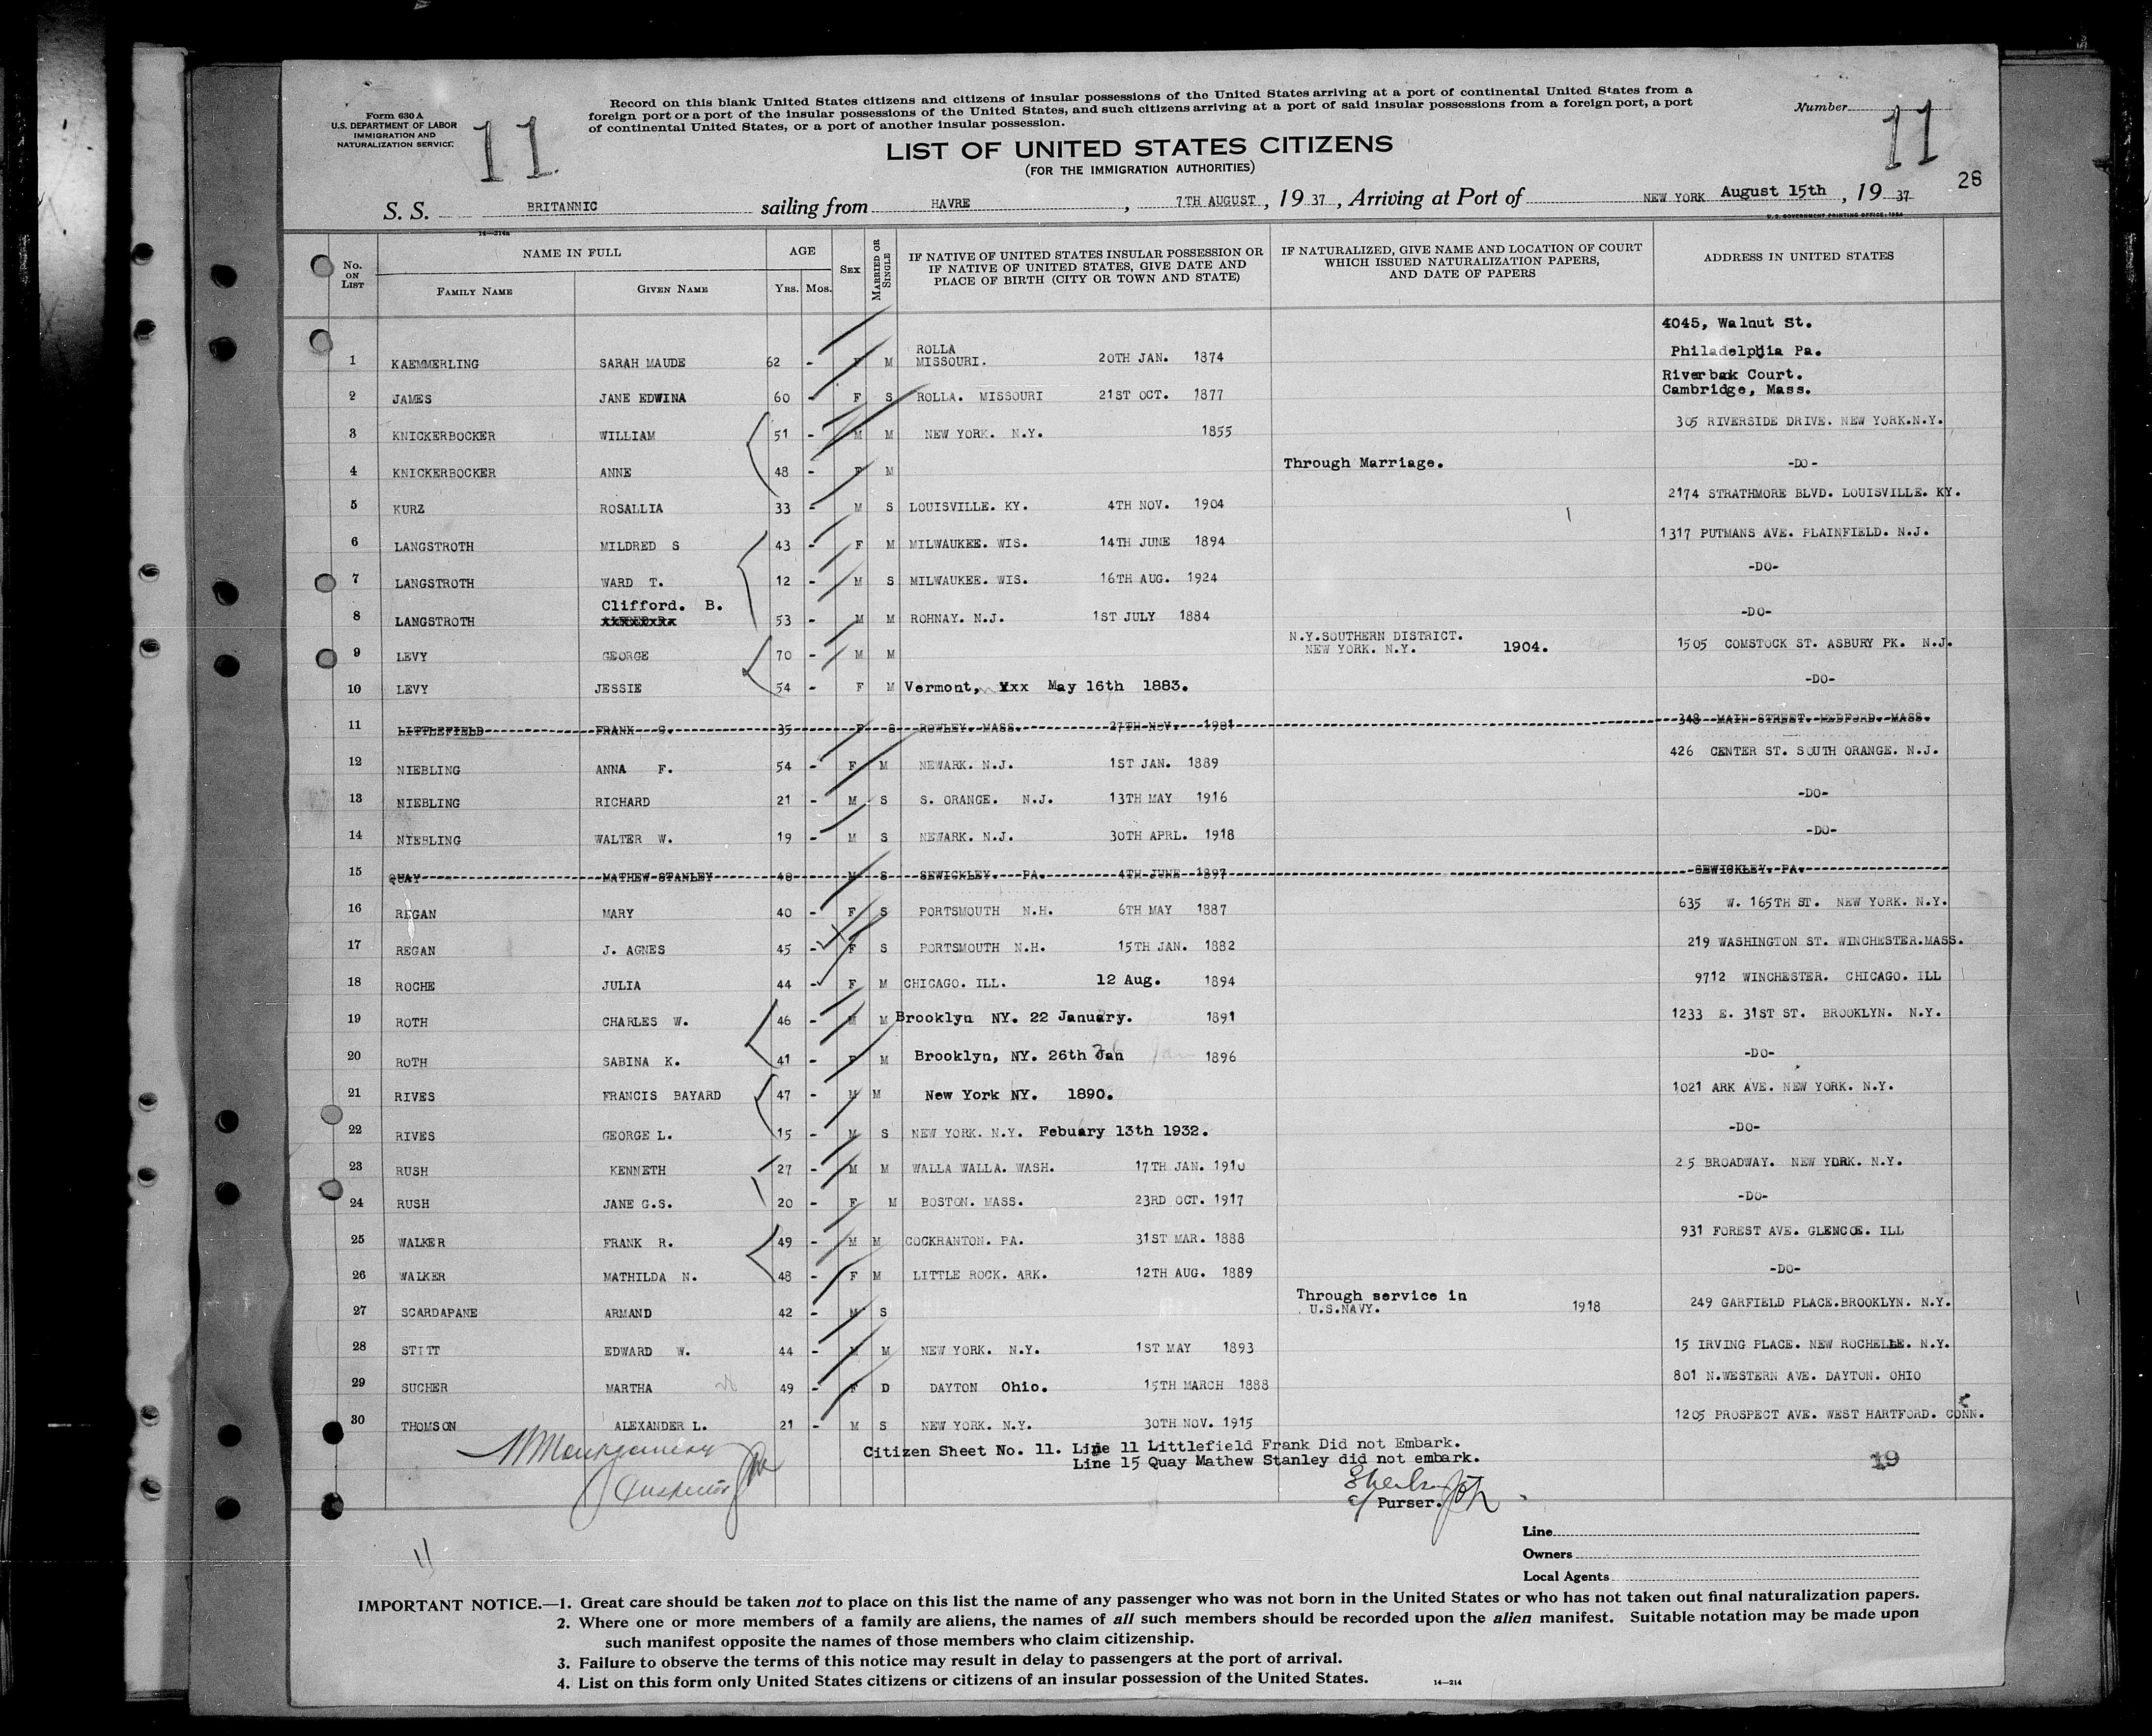 Form 630 A
U.S. DEPARTMENT OF LABOR
IMMIGRATION AND
NATURALIZATION SERVICE
11
Record on this blank United States citizens and citizens of insular possessions of the United States arriving at a port of continental United States from a
foreign port or a port of the insular possessions of the United States, and such citizens arriving at a port of said insular possessions from a foreign port, a port
of continental United States, or a port of another insular possession.
Number
11
LIST OF UNITED STATES CITIZENS
(FOR THE IMMIGRATION AUTHORITIES)
26
S. S. BRITANNIC sailing from HAVRE, 7TH AUGUST, 19 37, Arriving at Port of NEW YORK August 15th, 19 37
U. S. GOVERNMENT PRINTING OFFICE: 1934
14—214a
No. ON LIST NAME IN FULL AGE SEX MARRIED OR SINGLE IF NATIVE OF UNITED STATES INSULAR POSSESSION OR IF NATIVE OF UNITED STATES, GIVE DATE AND PLACE OF BIRTH (CITY OR TOWN AND STATE) IF NATURALIZED, GIVE NAME AND LOCATION OF COURT WHICH ISSUED NATURALIZATION PAPERS, AND DATE OF PAPERS ADDRESS IN UNITED STATES
FAMILY NAME GIVEN NAME YRS. MOS.
4045, Walnut St.
1 KAEMMERLING SARAH MAUDE 62 - F M ROLLA MISSOURI. 20TH JAN. 1874 Philadelphia Pa.
2 JAMES JANE EDWINA 60 - F S ROLLA. MISSOURI 21ST OCT. 1877 Riverbak Court. Cambridge, Mass.
3 KNICKERBOCKER WILLIAM 51 - M M NEW YORK. N.Y. 1855 305 RIVERSIDE DRIVE. NEW YORK.N.Y.
4 KNICKERBOCKER ANNE 48 - F M Through Marriage. -DO-
5 KURZ ROSALLIA 33 - M S LOUISVILLE. KY. 4TH NOV. 1904 2174 STRATHMORE BLVD. LOUISVILLE. KY.
6 LANGSTROTH MILDRED S 43 - F M MILWAUKEE. WIS. 14TH JUNE 1894 1317 PUTMANS AVE. PLAINFIELD. N.J.
7 LANGSTROTH WARD T. 12 - M S MILWAUKEE. WIS. 16TH AUG. 1924 -DO-
Clifford. B.
8 LANGSTROTH 53 - M M ROHNAY. N.J. 1ST JULY 1884 -DO-
9 LEVY GEORGE 70 - M M N.Y.SOUTHERN DISTRICT. NEW YORK. N.Y. 1904. 1505 COMSTOCK ST. ASBURY PK. N.J.
10 LEVY JESSIE 54 - F M Vermont, Yxx May 16th 1883. -DO-
11 LITTLEFIELD FRANK C. 35 F S ROWLEY. MASS. 27TH NOV. 1901 348 MAIN STREET. MEDFORD. MASS.
12 NIEBLING ANNA F. 54 - F M NEWARK. N.J. 1ST JAN. 1889 426 CENTER ST. SOUTH ORANGE. N.J.
13 NIEBLING RICHARD 21 - M S S. ORANGE. N.J. 13TH MAY 1916 -DO-
14 NIEBLING WALTER W. 19 - M S NEWARK. N.J. 30TH APRL. 1918 -DO-
15 QUAY MATHEW STANLEY 40 M S SEWICKLEY. PA. 4TH JUNE 1897 SEWICKLEY. PA.
16 REGAN MARY 40 - F S PORTSMOUTH N.H. 6TH MAY 1887 635 W. 165TH ST. NEW YORK. N.Y.
17 REGAN J. AGNES 45 - F S PORTSMOUTH N.H. 15TH JAN. 1882 219 WASHINGTON ST. WINCHESTER.MASS.
18 ROCHE JULIA 44 - F M CHICAGO. ILL. 12 Aug. 1894 9712 WINCHESTER. CHICAGO. ILL
19 ROTH CHARLES W. 46 - M M Brooklyn NY. 22 January. 1891 1233 E. 31ST ST. BROOKLYN. N.Y.
20 ROTH SABINA K. 41 - F M Brooklyn, NY. 26th Jan 1896 -DO-
21 RIVES FRANCIS BAYARD 47 - M M New York NY. 1890. 1021 ARK AVE. NEW YORK. N.Y.
22 RIVES GEORGE L. 15 - M S NEW YORK. N.Y. Febuary 13th 1932. -DO-
23 RUSH KENNETH 27 - M M WALLA WALLA. WASH. 17TH JAN. 1910 25 BROADWAY. NEW YORK. N.Y.
24 RUSH JANE G.S. 20 - F M BOSTON. MASS. 23RD OCT. 1917 -DO-
25 WALKER FRANK R. 49 - M M COCKRANTON. PA. 31ST MAR. 1888 931 FOREST AVE. GLENCOE. ILL
26 WALKER MATHILDA N. 48 - F M LITTLE ROCK. ARK. 12TH AUG. 1889 -DO-
27 SCARDAPANE ARMAND 42 - M S Through service in U.S.NAVY. 1918 249 GARFIELD PLACE.BROOKLYN. N.Y.
28 STITT EDWARD W. 44 - M M NEW YORK. N.Y. 1ST MAY 1893 15 IRVING PLACE. NEW ROCHELLE. N.Y.
29 SUCHER MARTHA 49 - F D DAYTON Ohio. 15TH MARCH 1888 801 N.WESTERN AVE. DAYTON. OHIO
30 THOMSON ALEXANDER L. 21 - M S NEW YORK. N.Y. 30TH NOV. 1915 1205 PROSPECT AVE. WEST HARTFORD. CONN.
Montgomery
Inspector
Citizen Sheet No. 11. Line 11 Littlefield Frank Did not Embark.
Line 15 Quay Mathew Stanley did not embark.
19
Purser.
Line
Owners
Local Agents
11
IMPORTANT NOTICE.—1. Great care should be taken not to place on this list the name of any passenger who was not born in the United States or who has not taken out final naturalization papers.
2. Where one or more members of a family are aliens, the names of all such members should be recorded upon the alien manifest. Suitable notation may be made upon
such manifest opposite the names of those members who claim citizenship.
3. Failure to observe the terms of this notice may result in delay to passengers at the port of arrival.
4. List on this form only United States citizens or citizens of an insular possession of the United States.
14—214